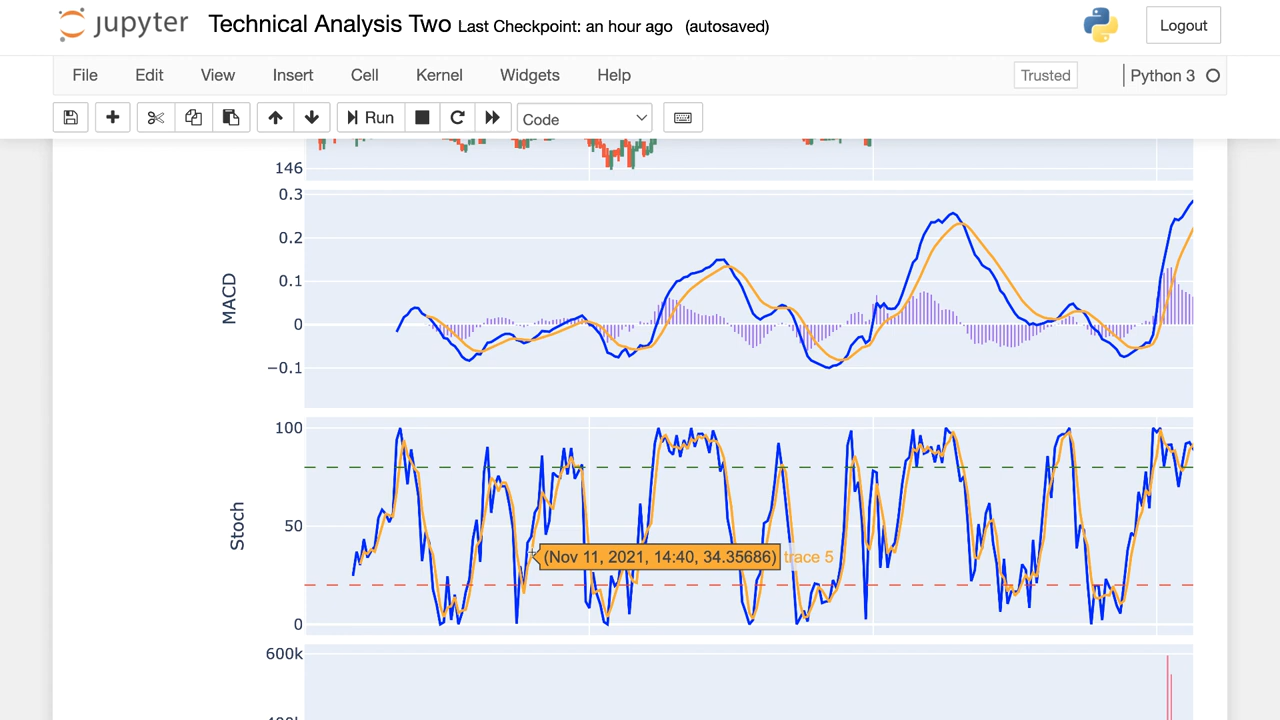 jupyter Technical Analysis Two Last Checkpoint: an hour ago (autosaved) Logout
File Edit View Insert Cell Kernel Widgets Help Trusted Python 3
Run Code
146
0.3
0.2
0.1
0
−0.1
MACD
100
50
0
Stoch
(Nov 11, 2021, 14:40, 34.35686) trace 5
600k